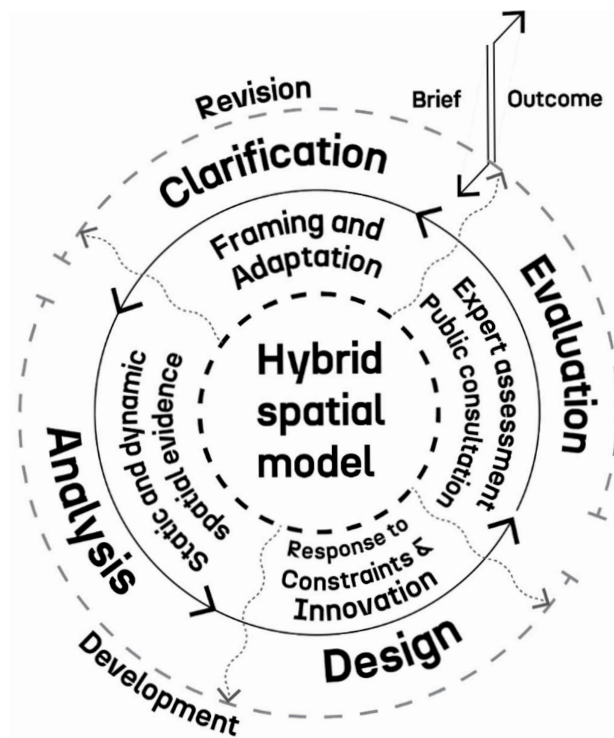 Brief
Outcome
Revision
Clarification
Framing and
Adaptation
Evaluation
Expert assessment
Public consultation
Hybrid
spatial
model
Static and dynamic
spatial evidence
Analysis
Response to
Constraints &
Innovation
Design
Development